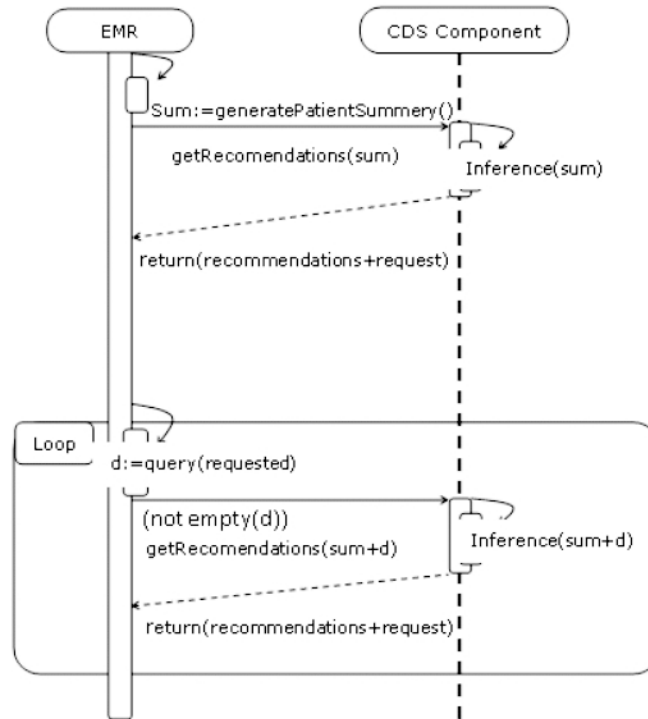 EMR
CDS Component
Sum:=generatePatientSummery()
getRecomendations(sum)
Inference(sum)
return(recommendations+request)
Loop
d:=query(requested)
(not empty(d))
getRecomendations(sum+d)
Inference(sum+d)
return(recommendations+request)